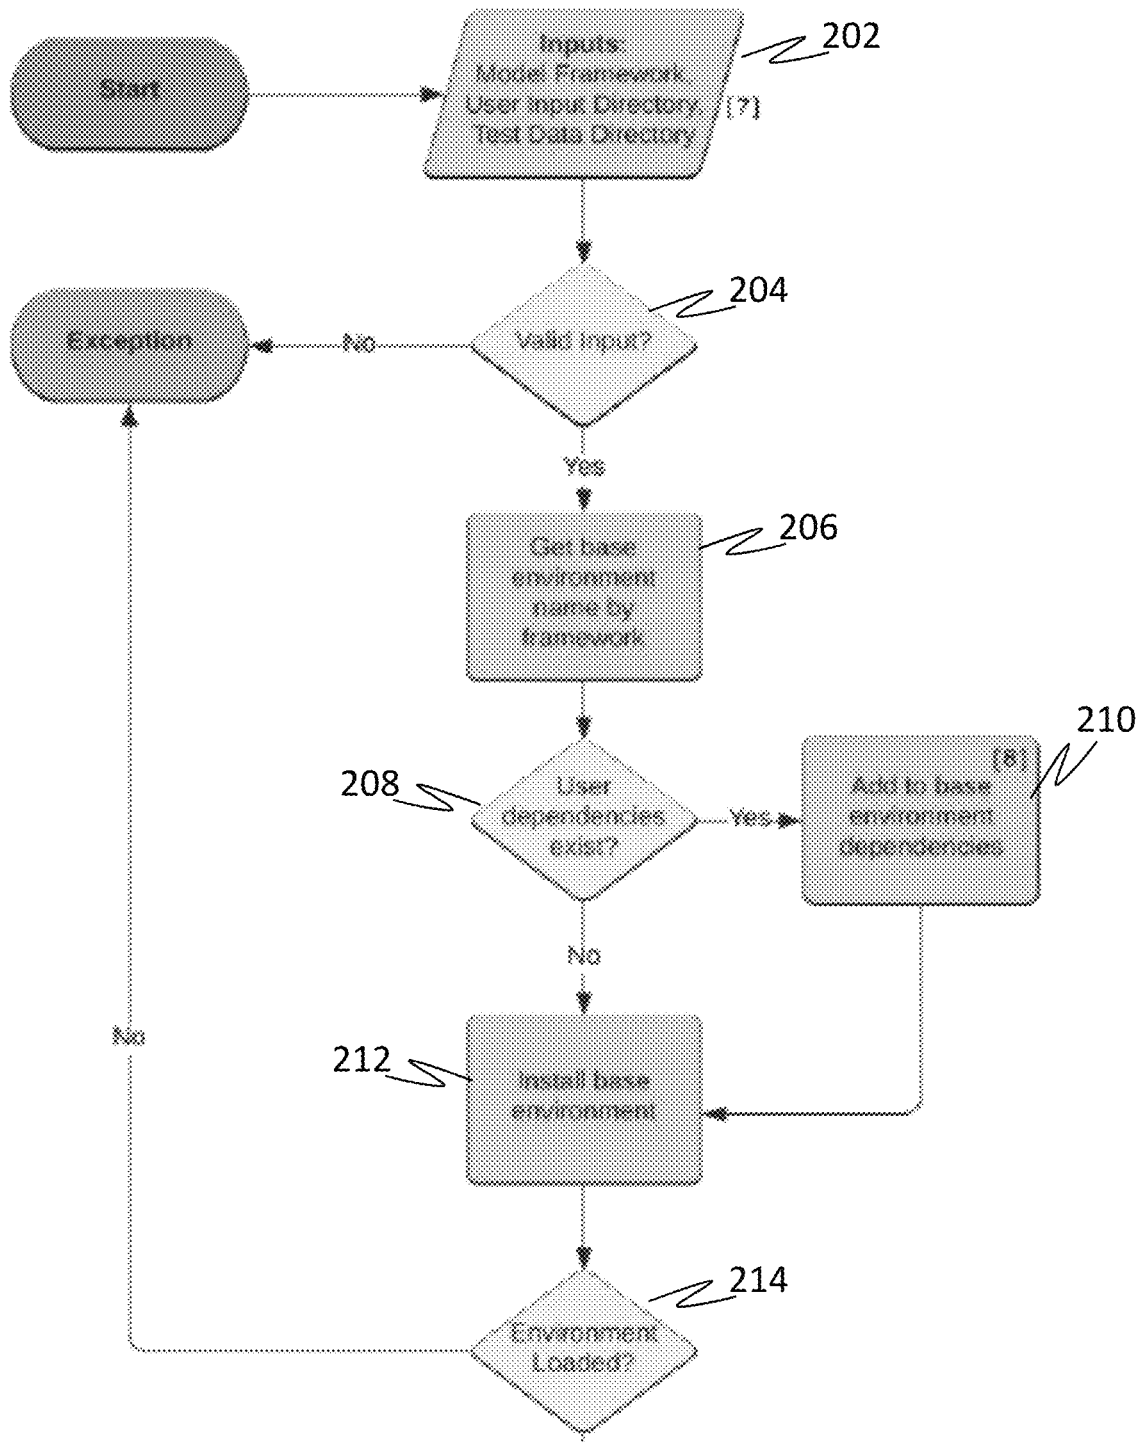 Start
Inputs:
Model Framework,
User Input Directory,
Test Data Directory
[7]
202
Valid Input?
204
No
Exception
Yes
Get base
environment
name by
framework
206
User
dependencies
exist?
208
Yes
[8]
Add to base
environment
dependencies
210
No
Install base
environment
212
No
Environment
Loaded?
214